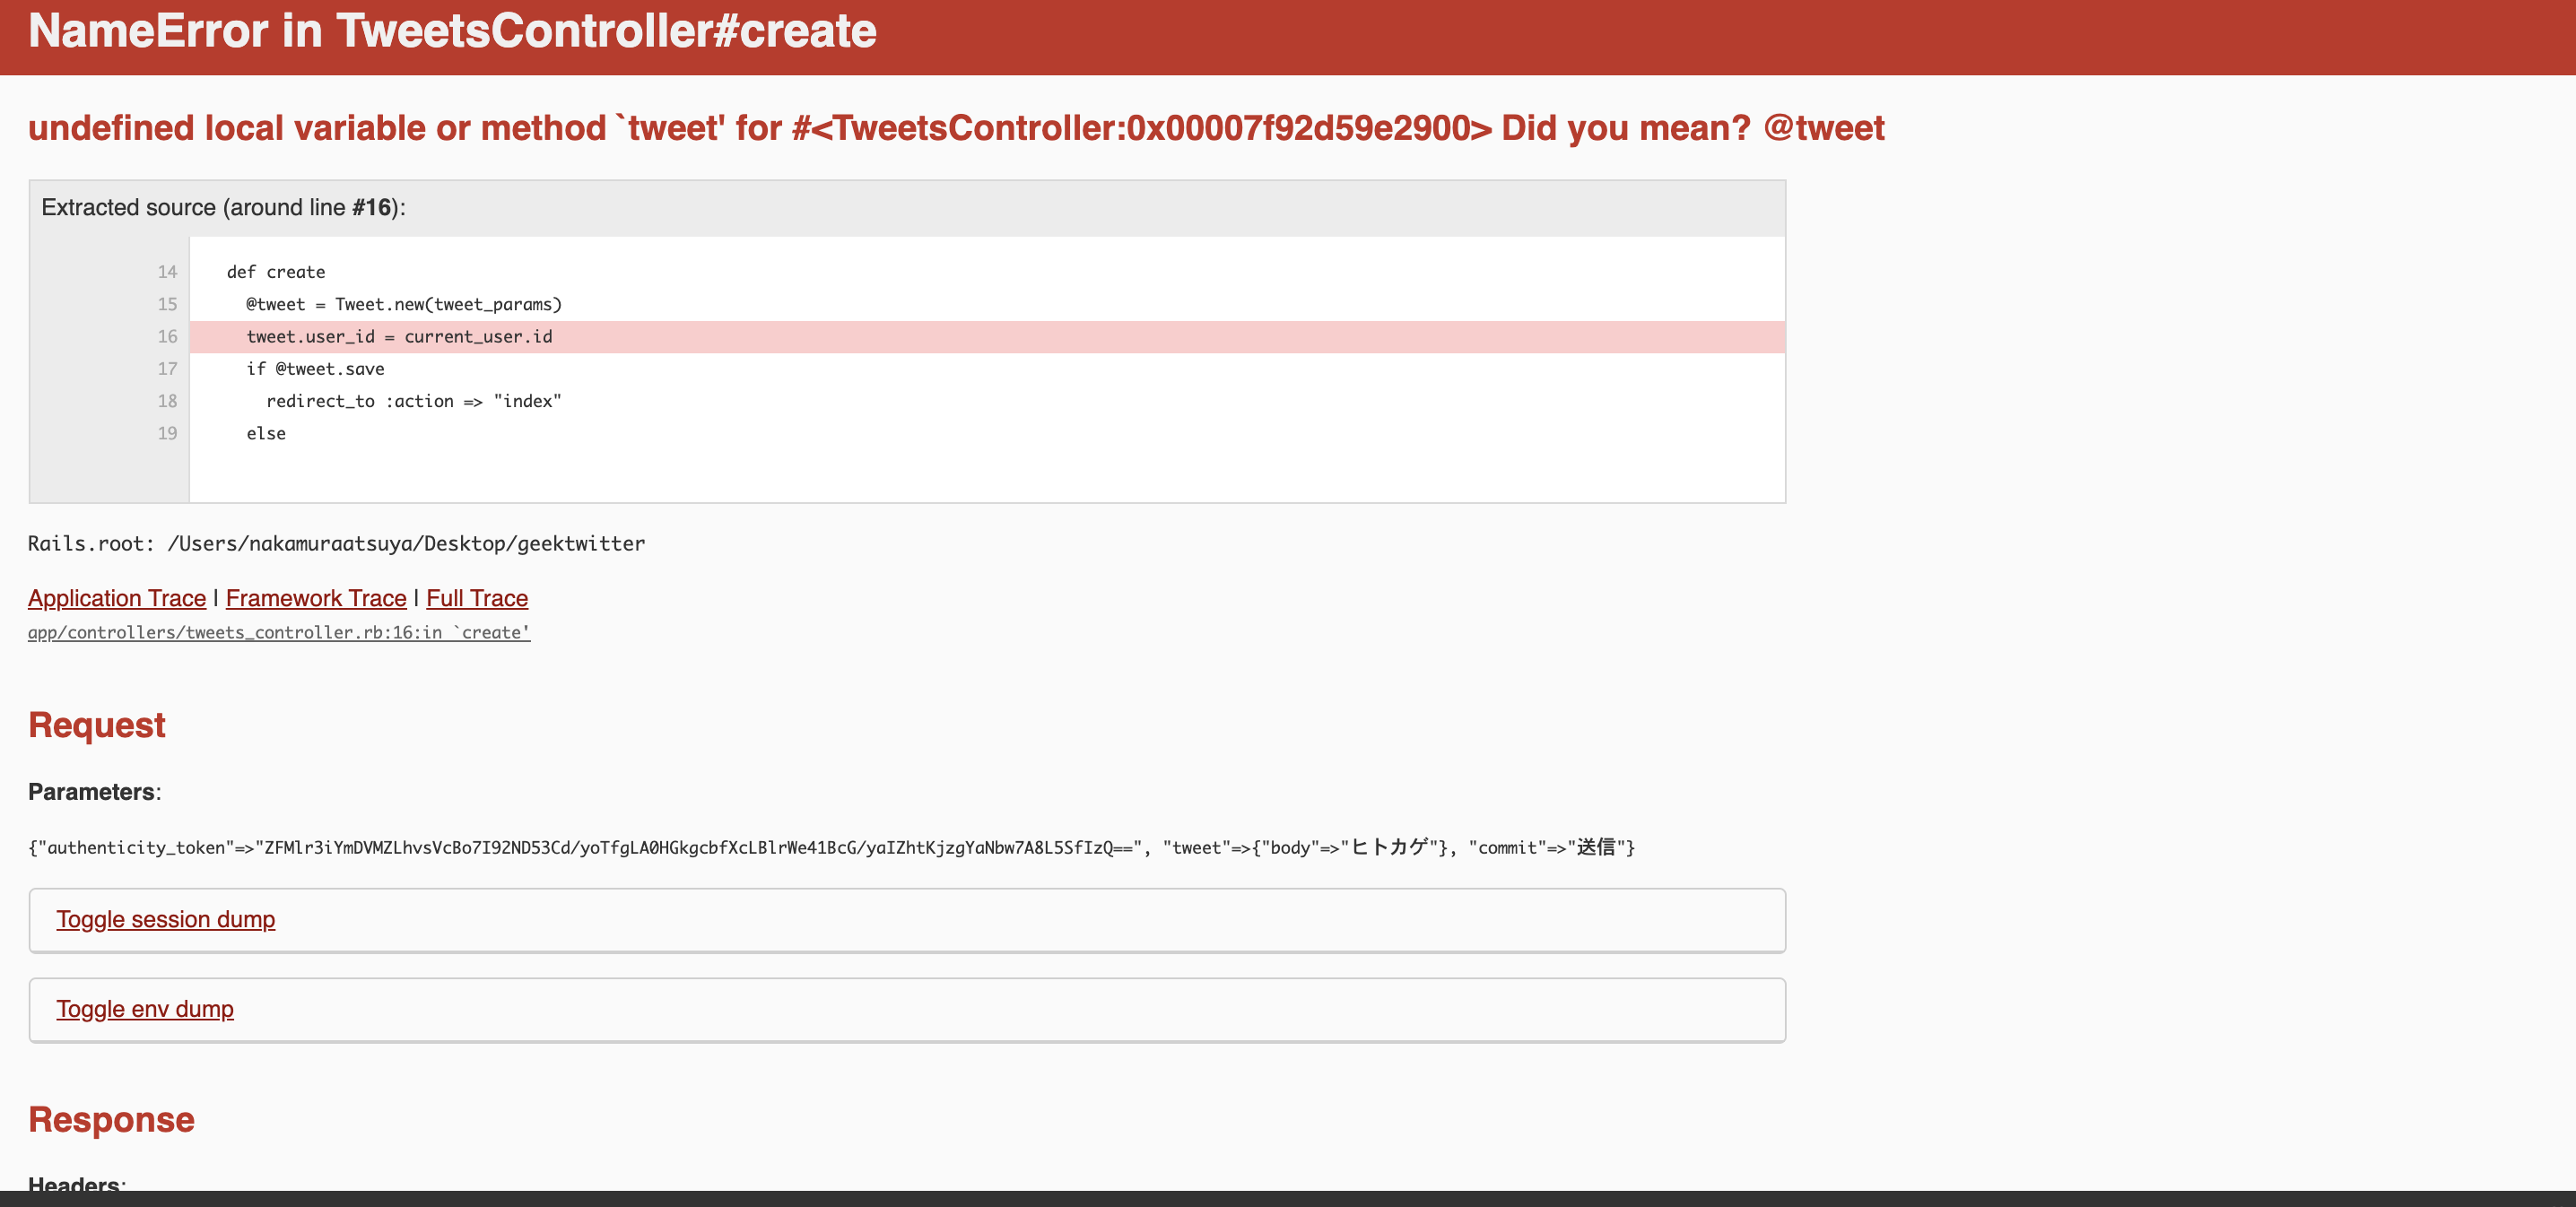 NameError in TweetsController#create
undefined local variable or method `tweet' for #<TweetsController:0x00007f92d59e2900> Did you mean? @tweet
Extracted source (around line #16):
14 def create
15 @tweet = Tweet.new(tweet_params)
16 tweet.user_id = current_user.id
17 if @tweet.save
18 redirect_to :action => "index"
19 else
Rails.root: /Users/nakamuraatsuya/Desktop/geektwitter
Application Trace | Framework Trace | Full Trace
app/controllers/tweets_controller.rb:16:in `create'
Request
Parameters:
{"authenticity_token"=>"ZFMlr3iYmDVMZLhvsVcBo7I92ND53Cd/yoTfgLA0HGkgcbfXcLBlrWe41BcG/yaIZhtKjzgYaNbw7A8L5SfIzQ==", "tweet"=>{"body"=>"ヒトカゲ"}, "commit"=>"送信"}
Toggle session dump
Toggle env dump
Response
Headers: